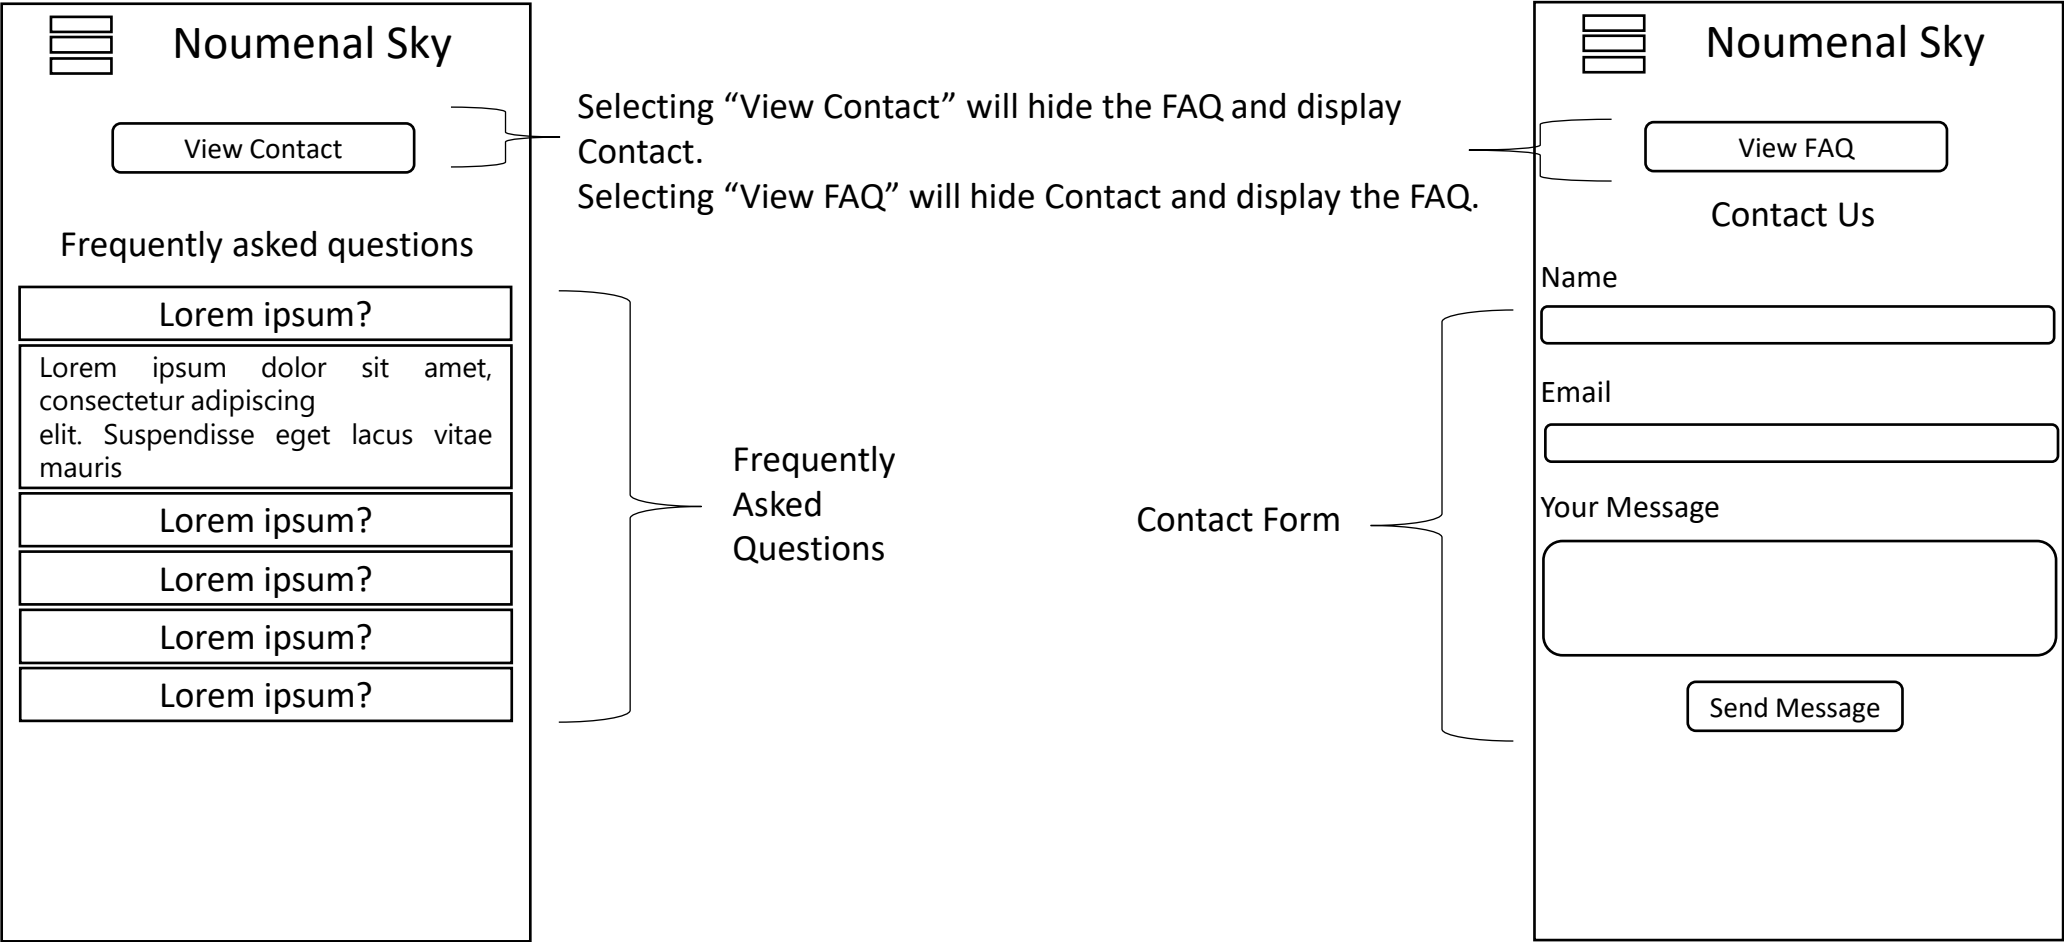 Noumenal Sky
View Contact
Frequently asked questions
Lorem ipsum?
Lorem ipsum dolor sit amet,
consectetur adipiscing
elit. Suspendisse eget lacus vitae
mauris
Lorem ipsum?
Lorem ipsum?
Lorem ipsum?
Lorem ipsum?
Selecting “View Contact” will hide the FAQ and display
Contact.
Selecting “View FAQ” will hide Contact and display the FAQ.
Frequently
Asked
Questions
Contact Form
Noumenal Sky
View FAQ
Contact Us
Name
Email
Your Message
Send Message